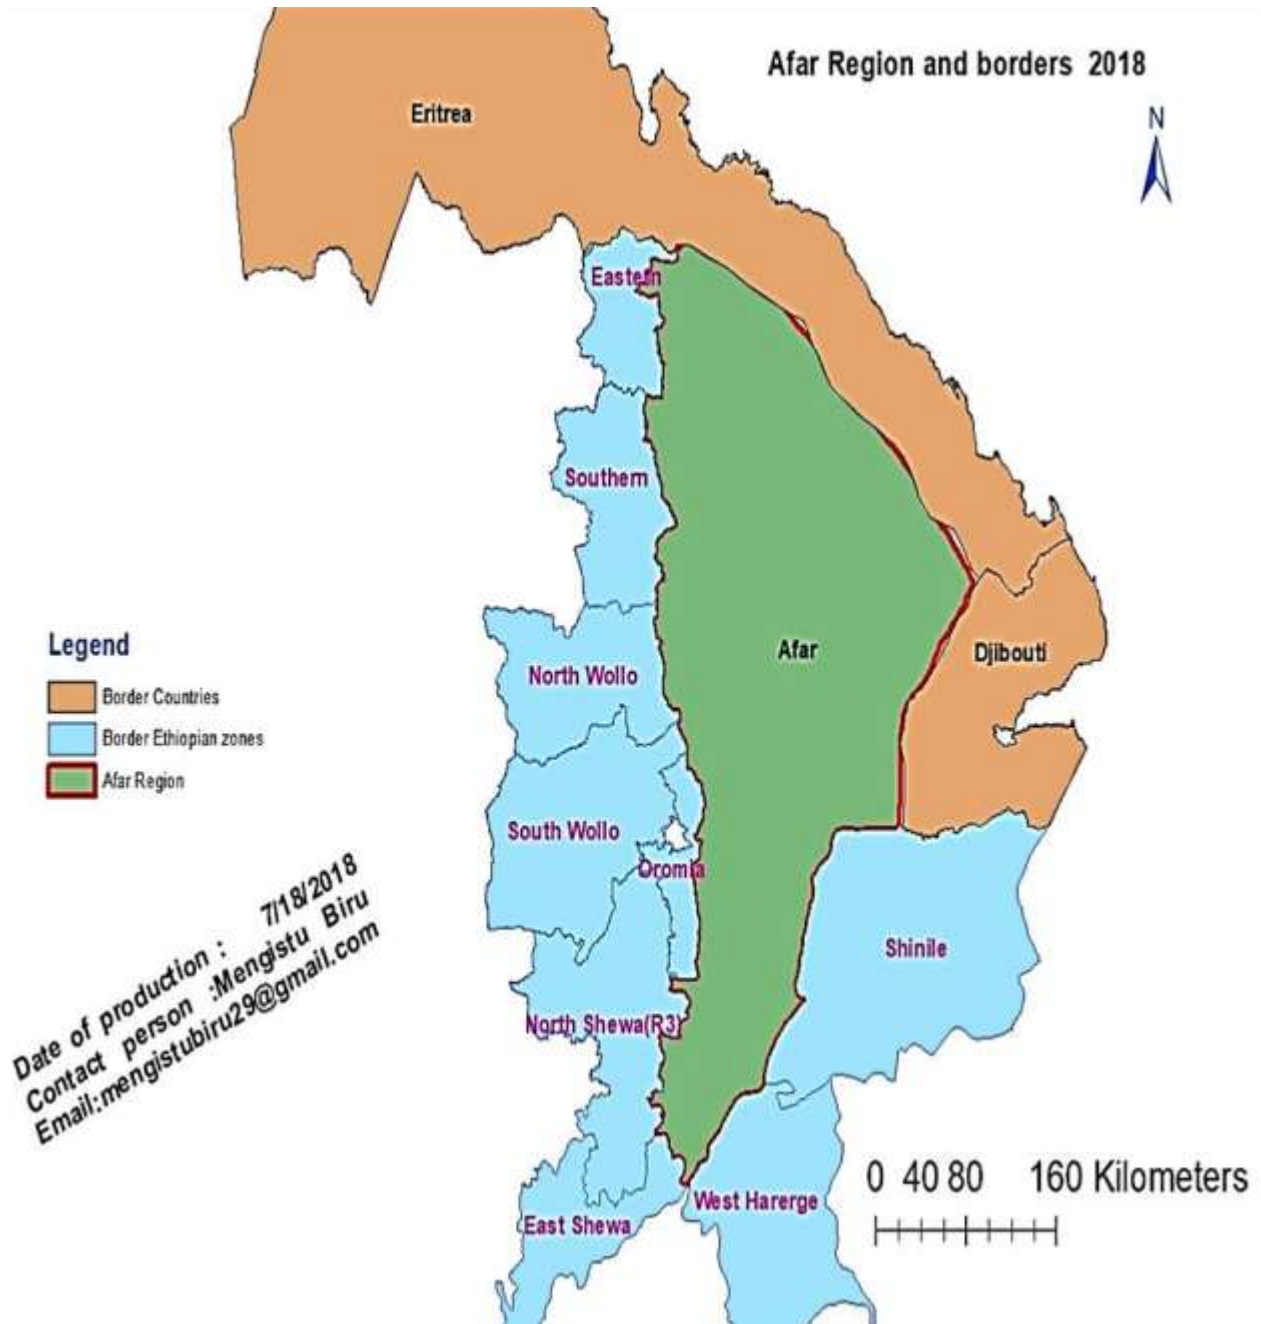 Afar Region and borders 2018
N
Eritrea
Eastern
Southern
North Wollo
Afar
Djibouti
South Wollo
Oromia
Shinile
North Shewa(R3)
West Harerge
East Shewa
Legend
Border Countries
Border Ethiopian zones
Afar Region
Date of production : 7/18/2018
Contact person :Mengistu Biru
Email:mengistubiru29@gmail.com
0 40 80 160 Kilometers